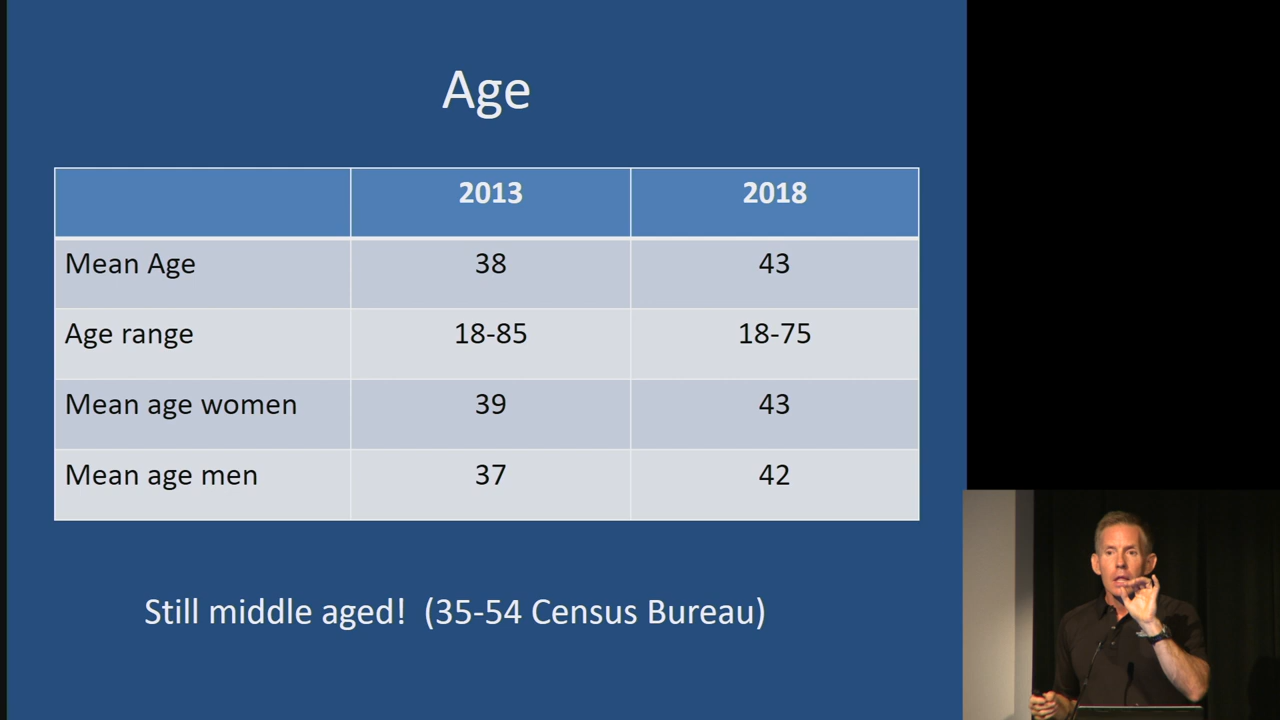 Age
2013 2018
Mean Age 38 43
Age range 18-85 18-75
Mean age women 39 43
Mean age men 37 42
Still middle aged! (35-54 Census Bureau)